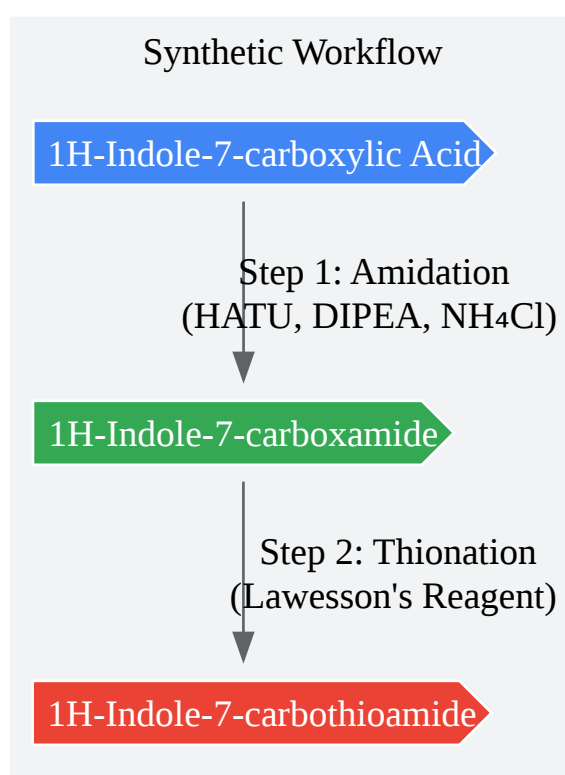 Synthetic Workflow
1H-Indole-7-carboxylic Acid
Step 1: Amidation
(HATU, DIPEA, NH₄Cl)
1H-Indole-7-carboxamide
Step 2: Thionation
(Lawesson's Reagent)
1H-Indole-7-carbothioamide